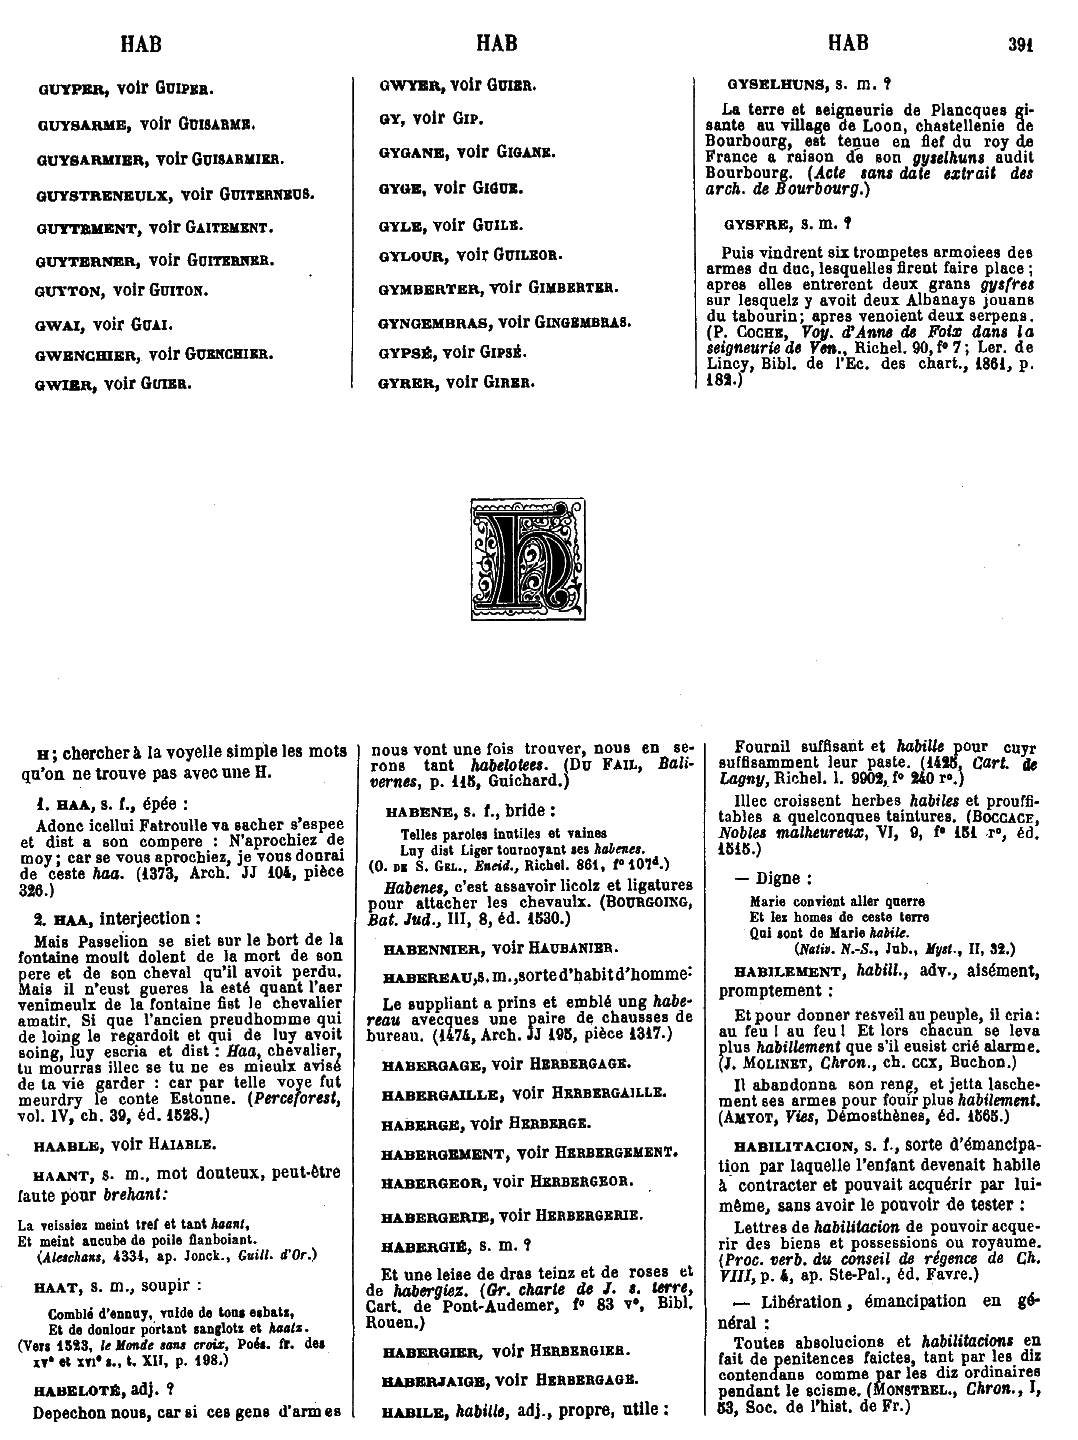 HAB HAB HAB 391
GUYPER, voir GUIPER.
GUYSARME, voir GUISARME.
GUYSARMIER, voir GUISARMIER.
GUYSTRENEULX, voir GUITERNEUS.
GUYTEMENT, voir GAITEMENT.
GUYTERNER, voir GUITERNER.
GUYTON, voir GUITON.
GWAI, voir GUAI.
GWENCHIER, voir GUENCHIER.
GWIER, voir GUIER.
GWYER, voir GUIER.
GY, voir GIP.
GYGANE, voir GIGANE.
GYGE, voir GIGUE.
GYLE, voir GUILE.
GYLOUR, voir GUILEOR.
GYMBERTER, voir GIMBERTER.
GYNGEMBRAS, voir GINGEMBRAS.
GYPSÉ, voir GIPSÉ.
GYRER, voir GIRER.
GYSELHUNS, s. m. ?
La terre et seigneurie de Plancques gi-
sante au village de Loon, chastellenie de
Bourbourg, est tenue en fief du roy de
France a raison de son gyselhuns audit
Bourbourg. (Acte sans date extrait des
arch. de Bourbourg.)
GYSFRE, s. m. ?
Puis vindrent six trompetes armoiees des
armes du duc, lesquelles firent faire place ;
apres elles entrerent deux grans gysfres
sur lesquelz y avoit deux Albanays jouans
du tabourin ; apres venoient deux serpens.
(P. COCHE, Voy. d'Anne de Foix dans la
seigneurie de Ven., Richel. 90, f° 7 ; Ler. de
Lincy, Bibl. de l'Ec. des chart., 1861, p.
182.)
H
H ; chercher à la voyelle simple les mots
qu'on ne trouve pas avec une H.
1. HAA, s. f., épée :
Adonc icellui Fatroulle va sacher s'espee
et dist a son compere : N'aprochiez de
moy ; car se vous aprochiez, je vous donrai
de ceste haa. (1373, Arch. JJ 104, pièce
326.)
2. HAA, interjection :
Mais Passelion se siet sur le bort de la
fontaine moult dolent de la mort de son
pere et de son cheval qu'il avoit perdu.
Mais il n'eust gueres la esté quant l'aer
venimeulx de la fontaine fist le chevalier
amatir. Si que l'ancien preudhomme qui
de loing le regardoit et qui de luy avoit
soing, luy escria et dist : Haa, chevalier,
tu mourras illec se tu ne es mieulx avisé
de ta vie garder : car par telle voye fut
meurdry le conte Estonne. (Perceforest,
vol. IV, ch. 39, éd. 1528.)
HAABLE, voir HAIABLE.
HAANT, s. m., mot douteux, peut-être
faute pour brehant :
La veissiez meint tref et tant haant,
Et meint aucube de poile flanboiant.
(Aleschans, 4334, ap. Jonck., Guill. d'Or.)
HAAT, s. m., soupir :
Comblé d'ennuy, vuide de tous esbats,
Et de doulour portant sanglotz et haatz.
(Vers 1523, le Monde sans croix, Poés. fr. des
XVe et XVIe s., t. XII, p. 198.)
HABELOTÉ, adj. ?
Depechon nous, car si ces gens d'armes
nous vont une fois trouver, nous en se-
rons tant habelotees. (DU FAIL, Bali-
vernes, p. 115, Guichard.)
HABENE, s. f., bride :
Telles paroles inutiles et vaines
Luy dist Liger tournoyant ses habenes.
(O. DE S. GEL., Eneid., Richel. 861, f° 107d.)
Habenes, c'est assavoir licolz et ligatures
pour attacher les chevaulx. (BOURGOING,
Bat. Jud., III, 8, éd. 1530.)
HABENNIER, voir HAUBANIER.
HABEREAU, s. m., sorte d'habit d'homme :
Le suppliant a prins et emblé ung habe-
reau avecques une paire de chausses de
bureau. (1474, Arch. JJ 195, pièce 1317.)
HABERGAGE, voir HERBERGAGE.
HABERGAILLE, voir HERBERGAILLE.
HABERGE, voir HERBERGE.
HABERGEMENT, voir HERBERGEMENT.
HABERGEOR, voir HERBERGEOR.
HABERGERIE, voir HERBERGERIE.
HABERGIÉ, s. m. ?
Et une leise de dras teinz et de roses et
de habergiez. (Gr. charte de J. s. terre,
Cart. de Pont-Audemer, f° 83 v°, Bibl.
Rouen.)
HABERGIER, voir HERBERGIER.
HABERJAIGE, voir HERBERGAGE.
HABILE, habille, adj., propre, utile :
Fournil suffisant et habille pour cuyr
suffisamment leur paste. (1425, Cart. de
Lagny, Richel. l. 9902, f° 240 r°.)
Illec croissent herbes habiles et prouffi-
tables a quelconques taintures. (BOCCACE,
Nobles malheureux, VI, 9, f° 151 r°, éd.
1515.)
— Digne :
Marie convient aller querre
Et lez homes de ceste terre
Qui sont de Marie habile.
(Nativ. N.-S., Jub., Myst., II, 32.)
HABILEMENT, habill., adv., aisément,
promptement :
Et pour donner resveil au peuple, il cria :
au feu ! au feu ! Et lors chacun se leva
plus habillement que s'il eusist crié alarme.
(J. MOLINET, Chron., ch. CCX, Buchon.)
Il abandonna son reng, et jetta lasche-
ment ses armes pour fouir plus habilement.
(AMYOT, Vies, Démosthènes, éd. 1565.)
HABILITACION, s. f., sorte d'émancipa-
tion par laquelle l'enfant devenait habile
à contracter et pouvait acquérir par lui-
même, sans avoir le pouvoir de tester :
Lettres de habilitacion de pouvoir acque-
rir des biens et possessions ou royaume.
(Proc. verb. du conseil de régence de Ch.
VIII, p. 4, ap. Ste-Pal., éd. Favre.)
— Libération, émancipation en gé-
néral :
Toutes absolucions et habilitacions en
fait de penitences faictes, tant par les diz
contendans comme par les diz ordinaires
pendant le scisme. (MONSTREL., Chron., I,
53, Soc. de l'hist. de Fr.)